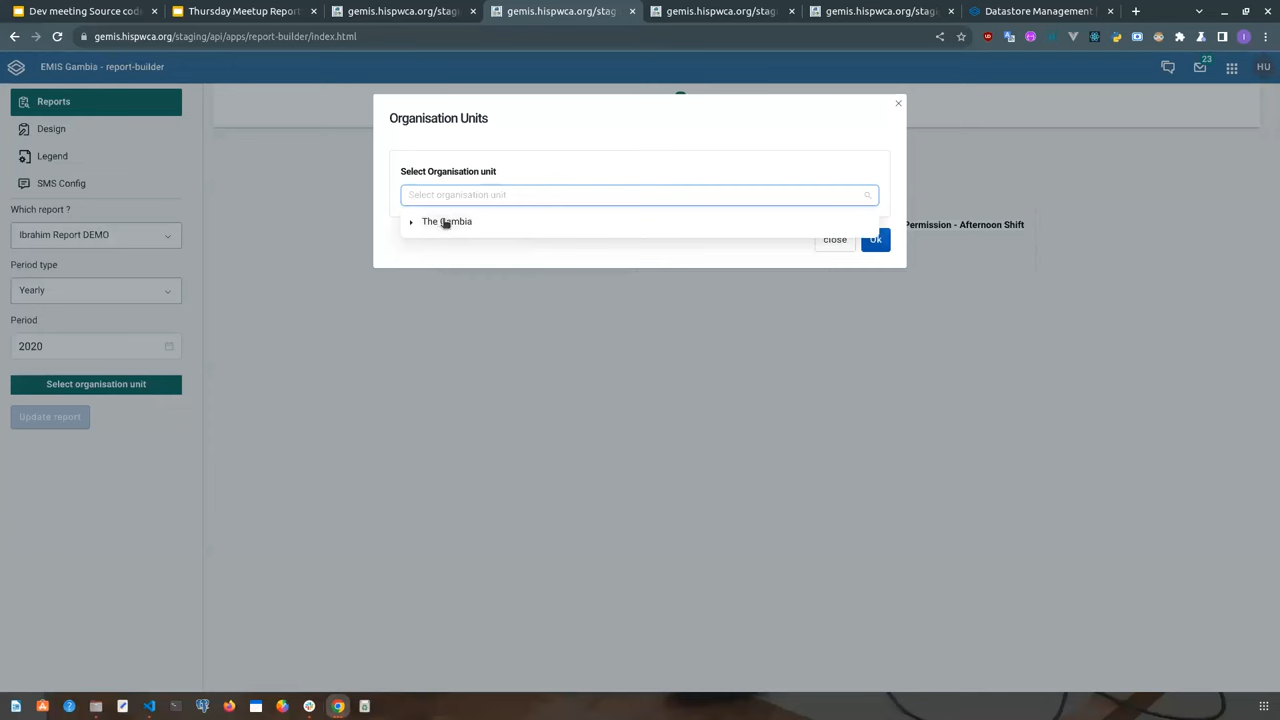 Dev meeting Source code
Thursday Meetup Report
gemis.hispwca.org/stag
gemis.hispwca.org/stag
gemis.hispwca.org/stag
gemis.hispwca.org/stag
Datastore Management
gemis.hispwca.org/staging/api/apps/report-builder/index.html
EMIS Gambia - report-builder
23
HU
Reports
Design
Legend
SMS Config
Which report ?
Ibrahim Report DEMO
Period type
Yearly
Period
2020
Select organisation unit
Update report
Organisation Units
Select Organisation unit
Select organisation unit
The Gambia
close
Ok
Permission - Afternoon Shift